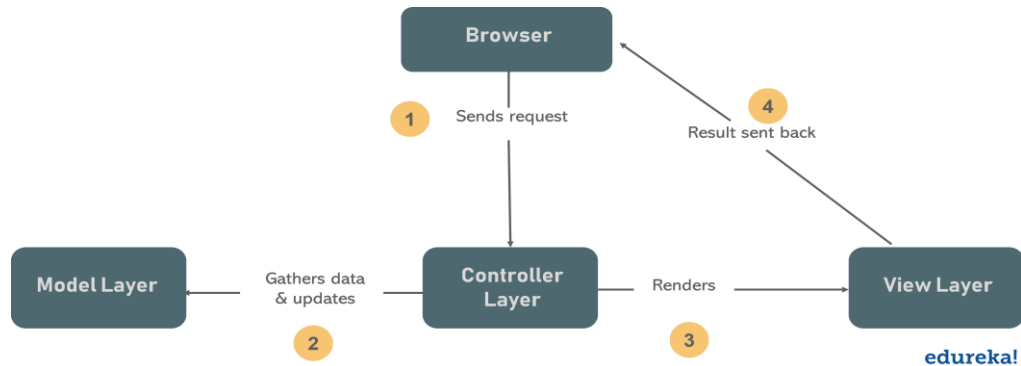 Browser
1
Sends request
4
Result sent back
Model Layer
Gathers data
& updates
2
Controller
Layer
Renders
3
View Layer
edureka!